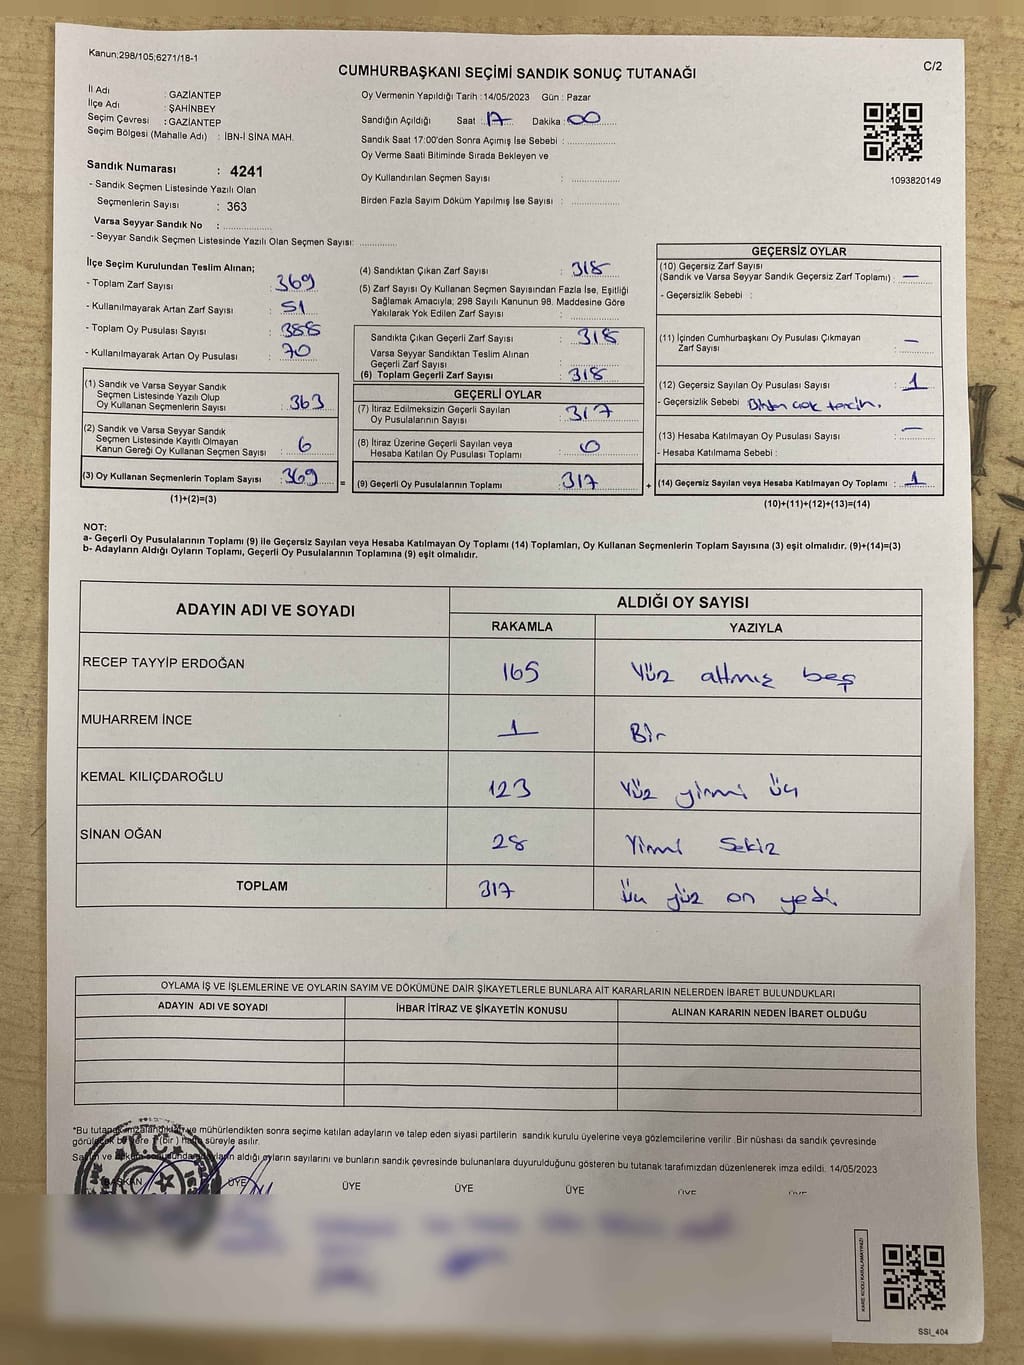 Kanun;298/105;6271/18-1
C/2
CUMHURBAŞKANI SEÇİMİ SANDIK SONUÇ TUTANAĞI
İl Adı : GAZİANTEP
İlçe Adı : ŞAHİNBEY
Seçim Çevresi : GAZİANTEP
Seçim Bölgesi (Mahalle Adı) : İBN-İ SİNA MAH.
Sandık Numarası : 4241
- Sandık Seçmen Listesinde Yazılı Olan
Seçmenlerin Sayısı : 363
Varsa Seyyar Sandık No :
- Seyyar Sandık Seçmen Listesinde Yazılı Olan Seçmen Sayısı:
Oy Vermenin Yapıldığı Tarih :14/05/2023 Gün : Pazar
Sandığın Açıldığı Saat : 17 Dakika : 00
Sandık Saat 17:00'den Sonra Açımış İse Sebebi :
Oy Verme Saati Bitiminde Sırada Bekleyen ve
Oy Kullandırılan Seçmen Sayısı :
Birden Fazla Sayım Döküm Yapılmış İse Sayısı :
1093820149
İlçe Seçim Kurulundan Teslim Alınan;
- Toplam Zarf Sayısı : 369
- Kullanılmayarak Artan Zarf Sayısı : 51
- Toplam Oy Pusulası Sayısı : 388
- Kullanılmayarak Artan Oy Pusulası : 70
(1) Sandık ve Varsa Seyyar Sandık
Seçmen Listesinde Yazılı Olup
Oy Kullanan Seçmenlerin Sayısı : 363
(2) Sandık ve Varsa Seyyar Sandık
Seçmen Listesinde Kayıtlı Olmayan
Kanun Gereği Oy Kullanan Seçmen Sayısı : 6
(3) Oy Kullanan Seçmenlerin Toplam Sayısı : 369
(1)+(2)=(3)
(4) Sandıktan Çıkan Zarf Sayısı : 318
(5) Zarf Sayısı Oy Kullanan Seçmen Sayısından Fazla İse, Eşitliği
Sağlamak Amacıyla; 298 Sayılı Kanunun 98. Maddesine Göre
Yakılarak Yok Edilen Zarf Sayısı :
Sandıkta Çıkan Geçerli Zarf Sayısı : 318
Varsa Seyyar Sandıktan Teslim Alınan
Geçerli Zarf Sayısı :
(6) Toplam Geçerli Zarf Sayısı : 318
GEÇERLİ OYLAR
(7) İtiraz Edilmeksizin Geçerli Sayılan
Oy Pusulalarının Sayısı : 317
(8) İtiraz Üzerine Geçerli Sayılan veya
Hesaba Katılan Oy Pusulası Toplamı : 0
= (9) Geçerli Oy Pusulalarının Toplamı : 317 +
GEÇERSİZ OYLAR
(10) Geçersiz Zarf Sayısı
(Sandık ve Varsa Seyyar Sandık Geçersiz Zarf Toplamı) : —
- Geçersizlik Sebebi :
(11) İçinden Cumhurbaşkanı Oy Pusulası Çıkmayan
Zarf Sayısı : —
(12) Geçersiz Sayılan Oy Pusulası Sayısı : 1
- Geçersizlik Sebebi : Birden çok tercih.
(13) Hesaba Katılmayan Oy Pusulası Sayısı : —
- Hesaba Katılmama Sebebi :
(14) Geçersiz Sayılan veya Hesaba Katılmayan Oy Toplamı : 1
(10)+(11)+(12)+(13)=(14)
NOT:
a- Geçerli Oy Pusulalarının Toplamı (9) ile Geçersiz Sayılan veya Hesaba Katılmayan Oy Toplamı (14) Toplamları, Oy Kullanan Seçmenlerin Toplam Sayısına (3) eşit olmalıdır. (9)+(14)=(3)
b- Adayların Aldığı Oyların Toplamı, Geçerli Oy Pusulalarının Toplamına (9) eşit olmalıdır.
ADAYIN ADI VE SOYADI
ALDIĞI OY SAYISI
RAKAMLA YAZIYLA
RECEP TAYYİP ERDOĞAN 165 Yüz altmış beş
MUHARREM İNCE 1 Bir
KEMAL KILIÇDAROĞLU 123 Yüz yirmi üç
SİNAN OĞAN 28 Yirmi Sekiz
TOPLAM 317 Üç yüz on yedi.
OYLAMA İŞ VE İŞLEMLERİNE VE OYLARIN SAYIM VE DÖKÜMÜNE DAİR ŞİKAYETLERLE BUNLARA AİT KARARLARIN NELERDEN İBARET BULUNDUKLARI
ADAYIN ADI VE SOYADI İHBAR İTİRAZ VE ŞİKAYETİN KONUSU ALINAN KARARIN NEDEN İBARET OLDUĞU
*Bu tutanak imzalandıktan ve mühürlendikten sonra seçime katılan adayların ve talep eden siyasi partilerin sandık kurulu üyelerine veya gözlemcilerine verilir .Bir nüshası da sandık çevresinde
görülecek bir yere 1 (bir ) hafta süreyle asılır.
Sayım ve döküm sonucunda oyların aldığı oyların sayılarını ve bunların sandık çevresinde bulunanlara duyurulduğunu gösteren bu tutanak tarafımızdan düzenlenerek imza edildi. 14/05/2023
BAŞKAN ÜYE ÜYE ÜYE ÜYE ÜYE ÜYE
T.C.
KARE KODU KARALAMAYINIZ!
SSI_404